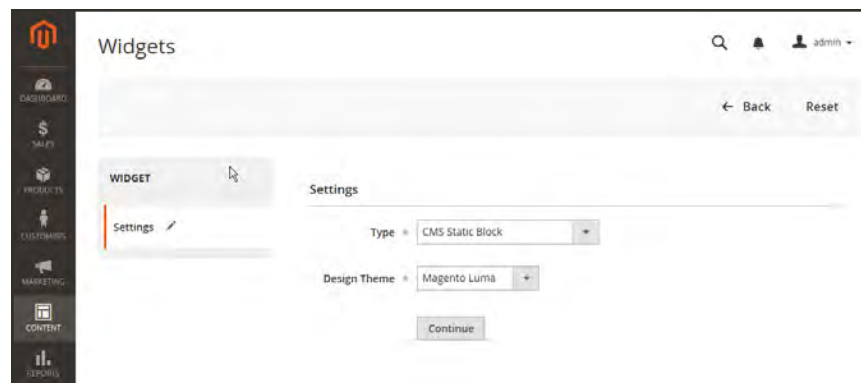 Widgets
admin
DASHBOARD
← Back
Reset
SALES
WIDGET
PRODUCTS
Settings
Settings
Type * CMS Static Block
CUSTOMERS
MARKETING
Design Theme * Magento Luma
CONTENT
Continue
REPORTS